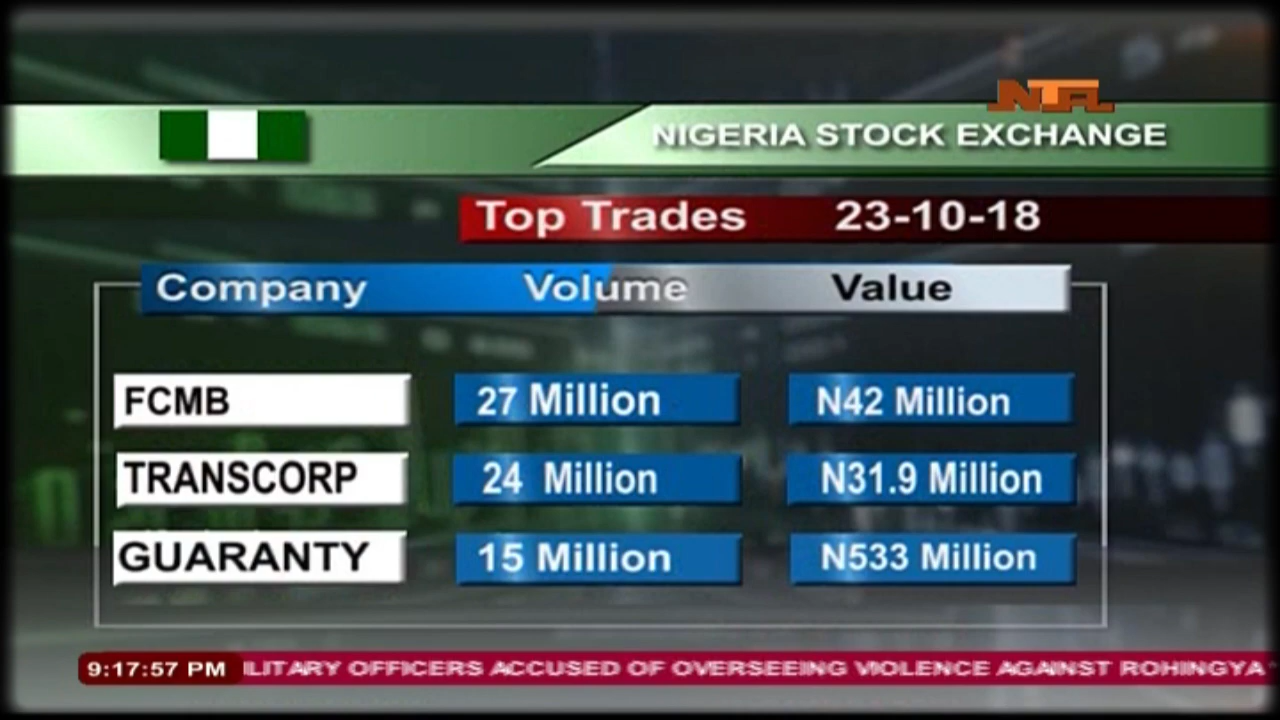 NTA
NIGERIA STOCK EXCHANGE
Top Trades 23-10-18
Company Volume Value
FCMB 27 Million N42 Million
TRANSCORP 24 Million N31.9 Million
GUARANTY 15 Million N533 Million
9:17:57 PM ILITARY OFFICERS ACCUSED OF OVERSEEING VIOLENCE AGAINST ROHINGYA